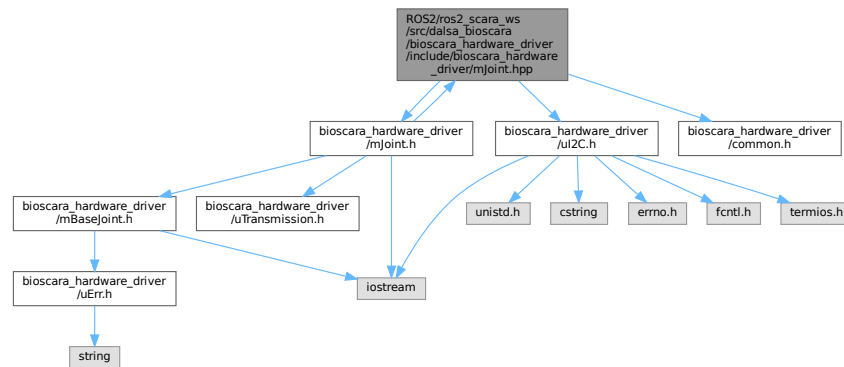 ROS2/ros2_scara_ws
/src/dalsa_bioscara
/bioscara_hardware_driver
/include/bioscara_hardware
_driver/mJoint.hpp
bioscara_hardware_driver
/mJoint.h
bioscara_hardware_driver
/uI2C.h
bioscara_hardware_driver
/common.h
bioscara_hardware_driver
/mBaseJoint.h
bioscara_hardware_driver
/uTransmission.h
unistd.h
cstring
errno.h
fcntl.h
termios.h
bioscara_hardware_driver
/uErr.h
iostream
string